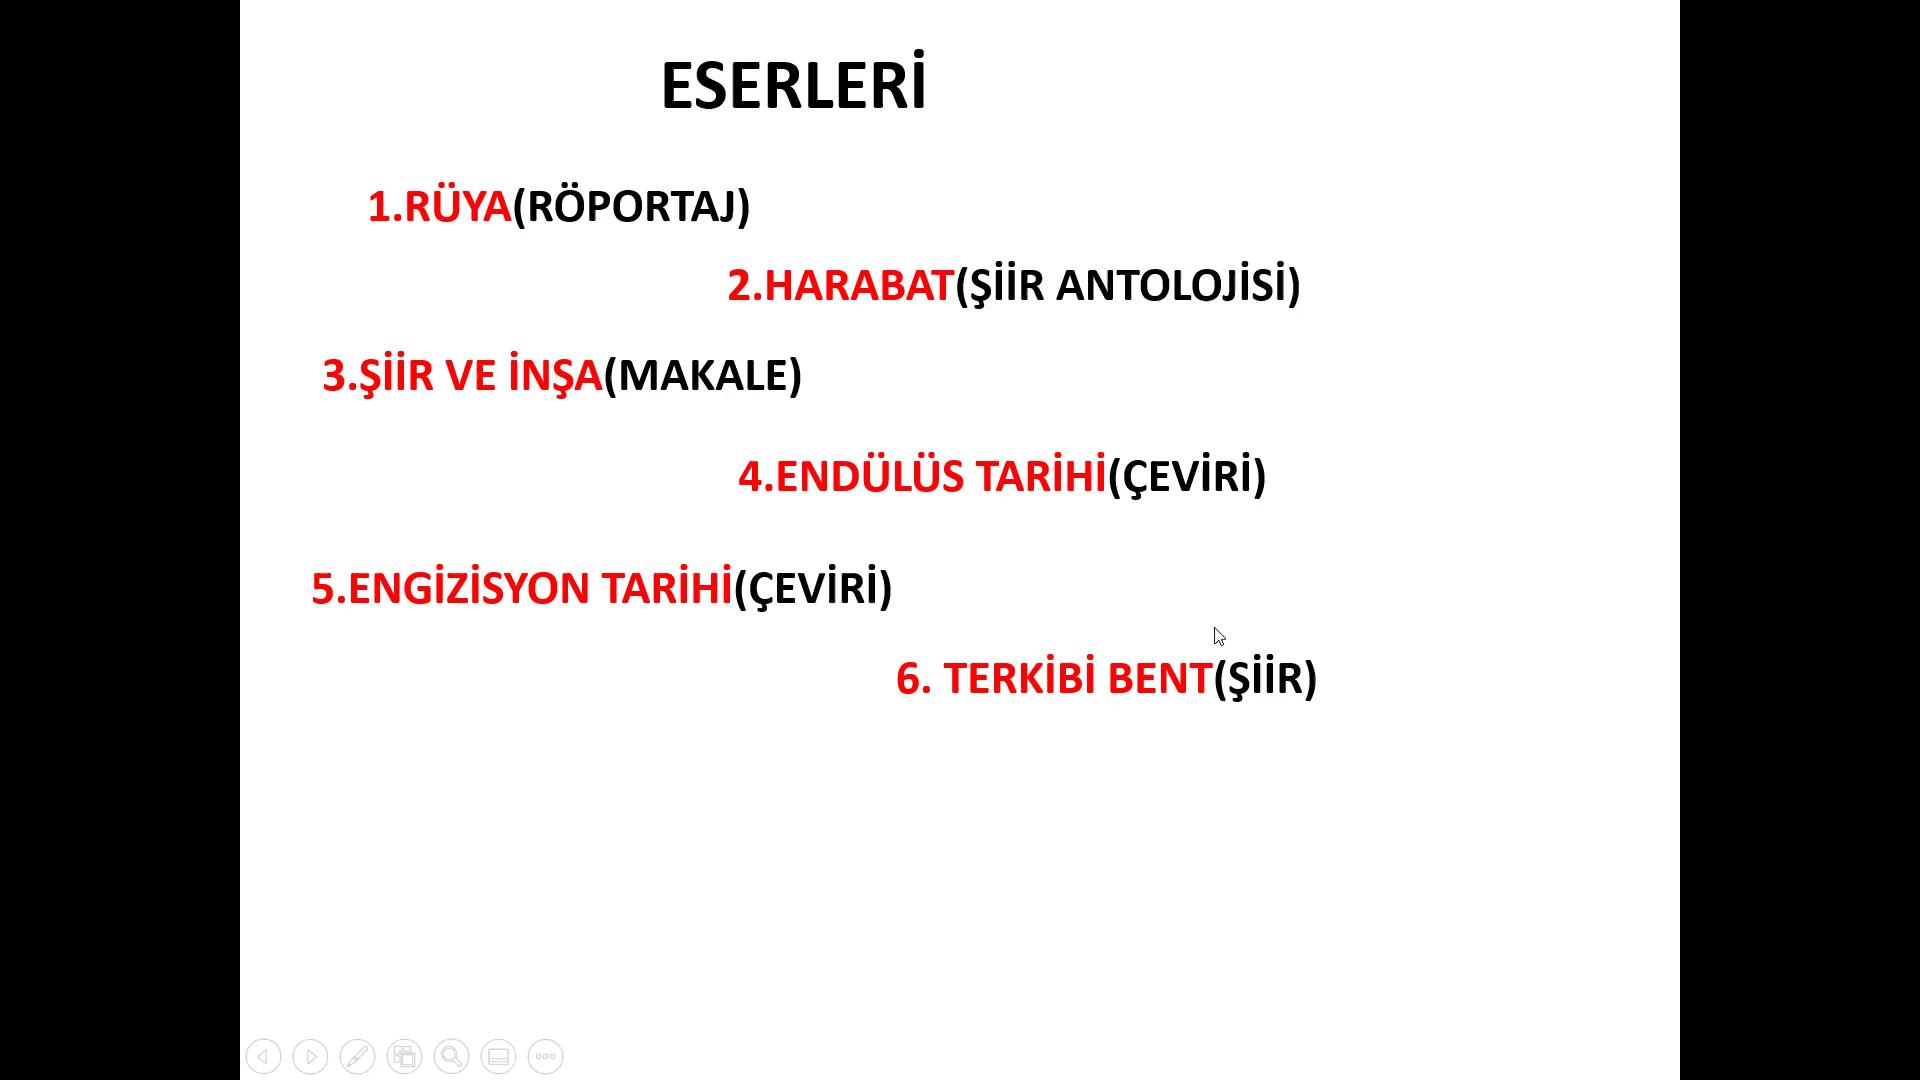 ESERLERİ
1.RÜYA(RÖPORTAJ)
2.HARABAT(ŞİİR ANTOLOJİSİ)
3.ŞİİR VE İNŞA(MAKALE)
4.ENDÜLÜS TARİHİ(ÇEVİRİ)
5.ENGİZİSYON TARİHİ(ÇEVİRİ)
6. TERKİBİ BENT(ŞİİR)